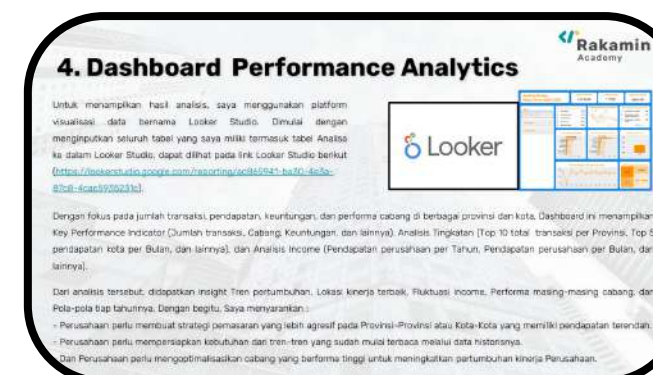 Rakamin
Academy
4. Dashboard Performance Analytics
Untuk menampilkan hasil analisis, saya menggunakan platform
visualisasi data bernama Looker Studio. Dimulai dengan
menginputkan seluruh tabel yang saya miliki termasuk tabel Analisa
ke dalam Looker Studio, dapat dilihat pada link Looker Studio berikut
Looker
Dengan fokus pada jumlah transaksi, pendapatan, keuntungan, dan performa cabang di berbagai provinsi dan kota, Dashboard ini menampilkan
Key Performance Indicator (Jumlah transaksi, Cabang, Keuntungan, dan lainnya), Analisis Tingkatan (Top 10 total transaksi per Provinsi, Top 5
pendapatan kota per Bulan, dan lainnya), dan Analisis Income (Pendapatan perusahaan per Tahun, Pendapatan perusahaan per Bulan, dan
lainnya).
Dari analisis tersebut, didapatkan insight Tren pertumbuhan, Lokasi kinerja terbaik, Fluktuasi income, Performa masing-masing cabang, dan
Pola-pola tiap tahunnya. Dengan begitu, Saya menyarankan :
- Perusahaan perlu membuat strategi pemasaran yang lebih agresif pada Provinsi-Provinsi atau Kota-Kota yang memiliki pendapatan terendah.
- Perusahaan perlu mempersiapkan kebutuhan dari tren-tren yang sudah mulai terbaca melalui data historisnya.
Dan Perusahaan perlu mengoptimalisasikan cabang yang berforma tinggi untuk meningkatkan pertumbuhan kinerja Perusahaan.